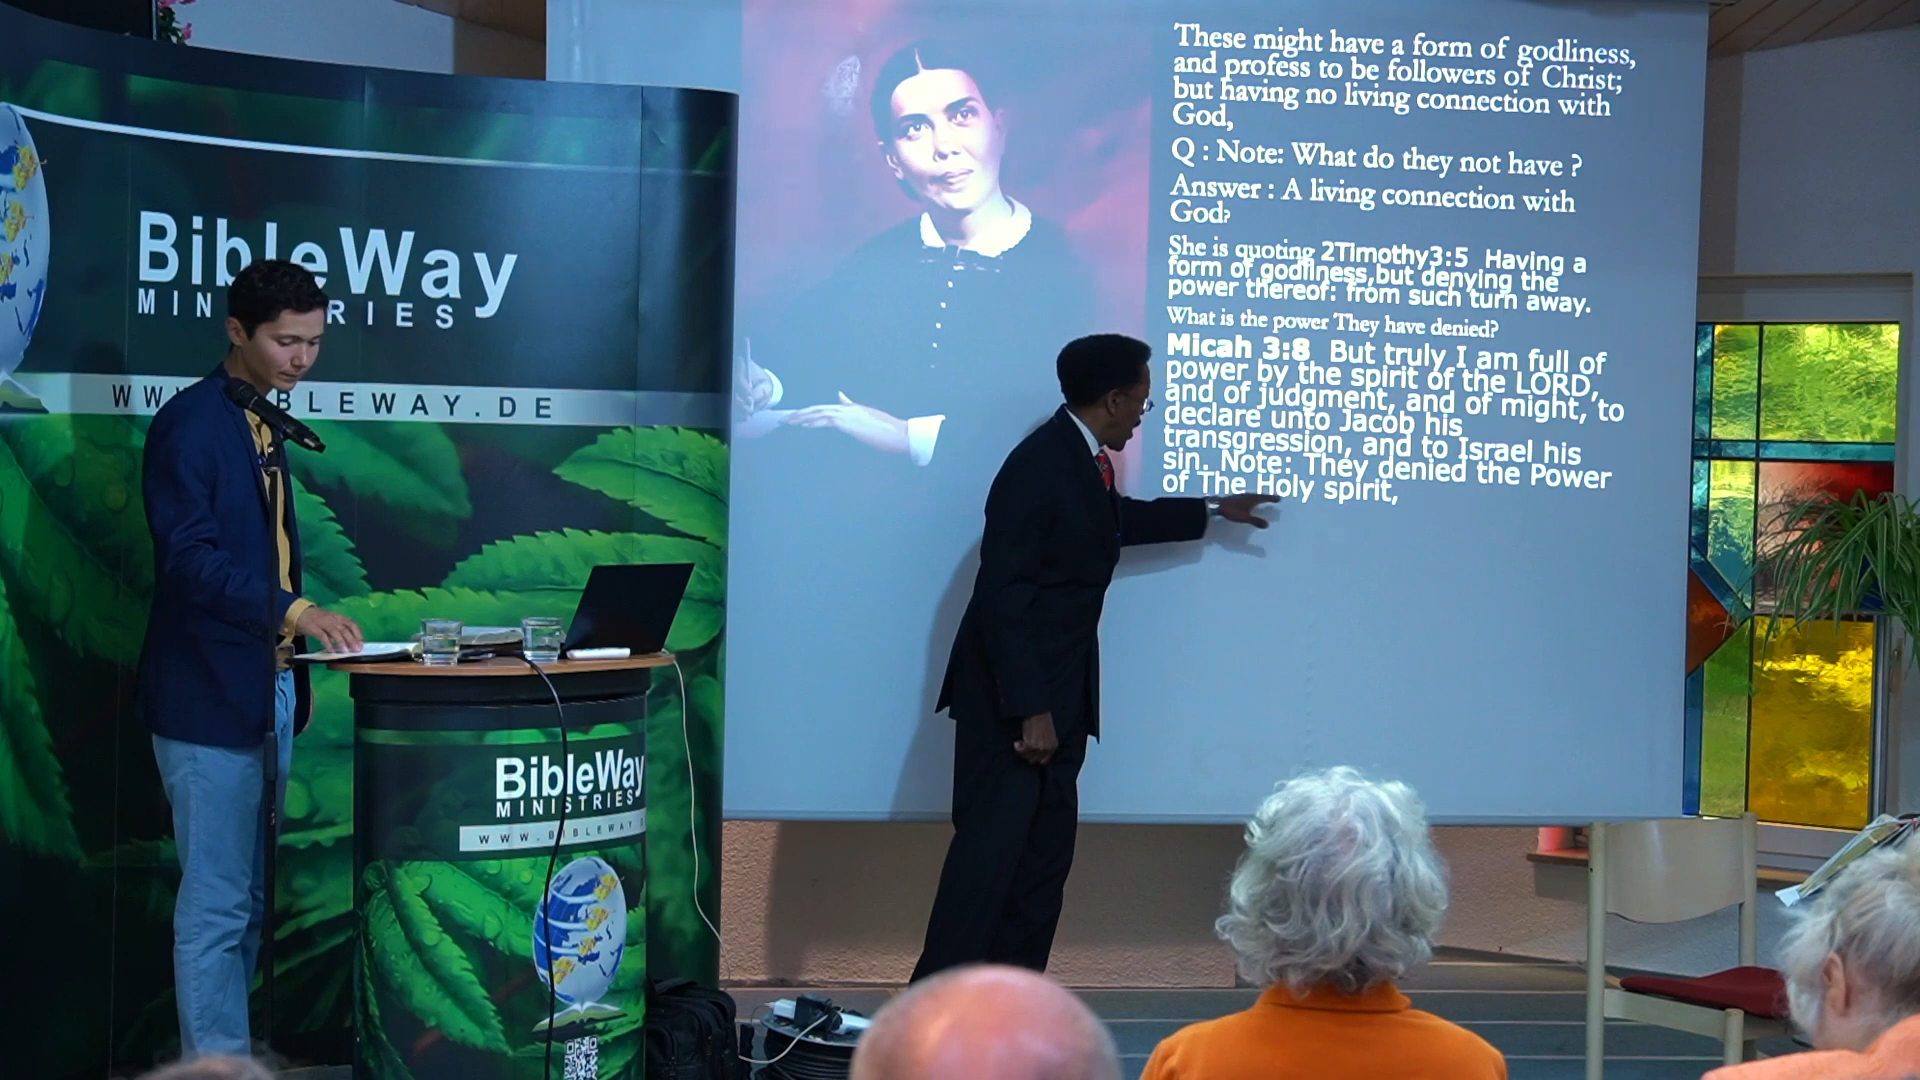 BibleWay
MINISTRIES
WWW.BIBLEWAY.DE
These might have a form of godliness,
and profess to be followers of Christ;
but having no living connection with
God,
Q : Note: What do they not have ?
Answer : A living connection with
God?
She is quoting 2Timothy3:5 Having a
form of godliness,but denying the
power thereof: from such turn away.
What is the power They have denied?
Micah 3:8 But truly I am full of
power by the spirit of the LORD,
and of judgment, and of might, to
declare unto Jacob his
transgression, and to Israel his
sin. Note: They denied the Power
of The Holy spirit,
BibleWay
MINISTRIES
WWW.BIBLEWAY